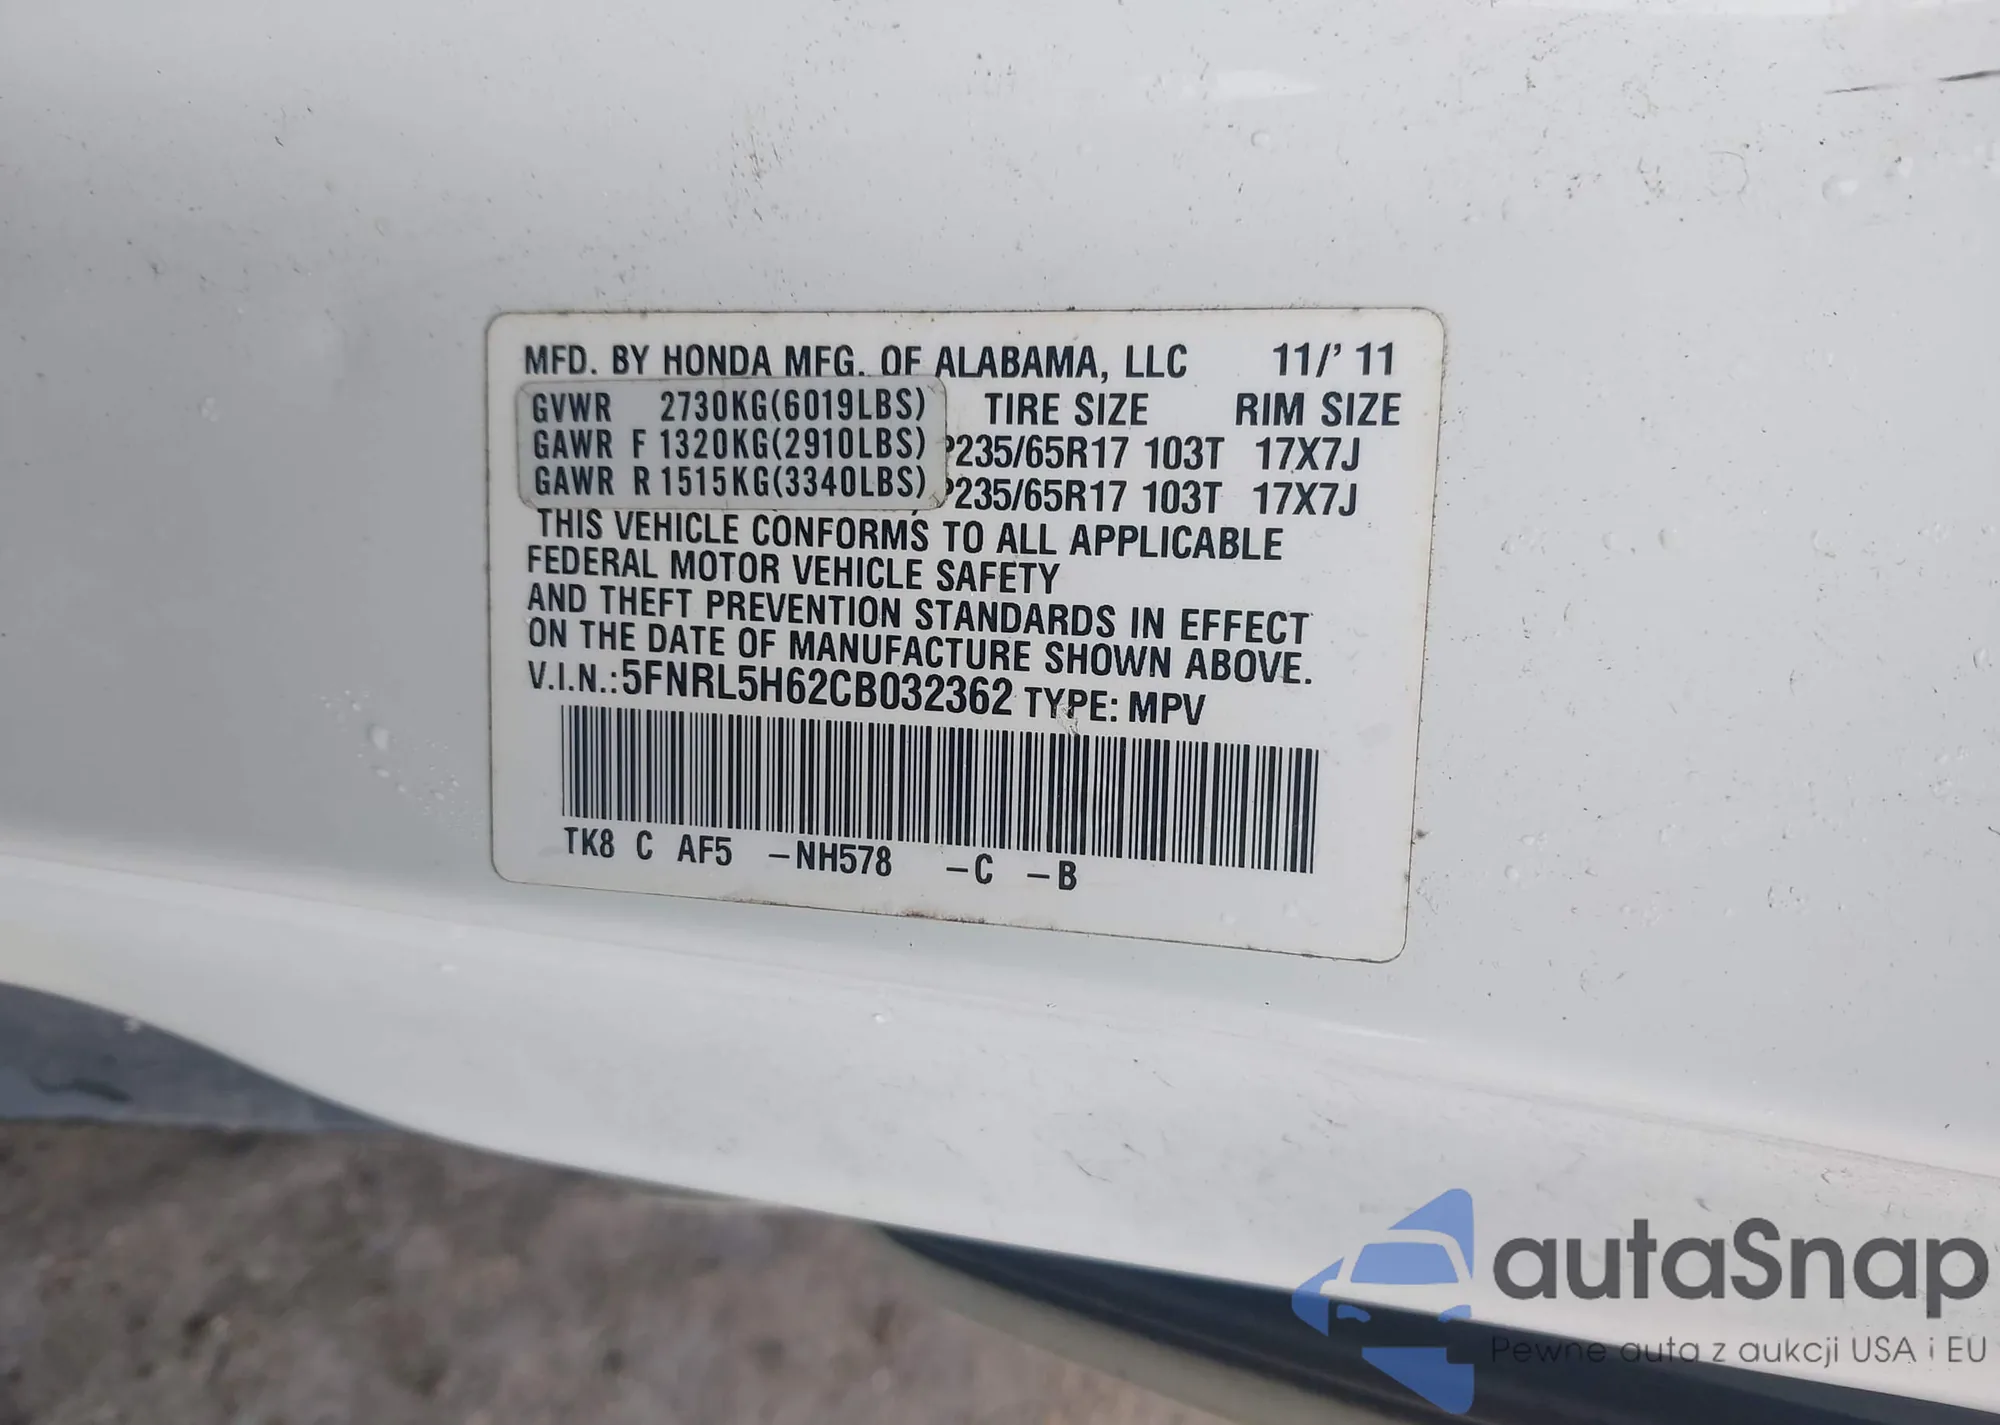 MFD. BY HONDA MFG. OF ALABAMA, LLC 11/' 11
GVWR 2730KG(6019LBS) TIRE SIZE RIM SIZE
GAWR F 1320KG(2910LBS) P235/65R17 103T 17X7J
GAWR R 1515KG(3340LBS) P235/65R17 103T 17X7J
THIS VEHICLE CONFORMS TO ALL APPLICABLE
FEDERAL MOTOR VEHICLE SAFETY
AND THEFT PREVENTION STANDARDS IN EFFECT
ON THE DATE OF MANUFACTURE SHOWN ABOVE.
V.I.N.:5FNRL5H62CB032362 TYPE: MPV
TK8 C AF5 -NH578 -C -B
autaSnap
Pewne auta z aukcji USA i EU